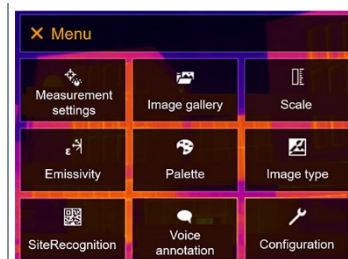 × Menu
Measurement
settings
Image gallery
Scale
ε
Emissivity
Palette
Image type
SiteRecognition
Voice
annotation
Configuration